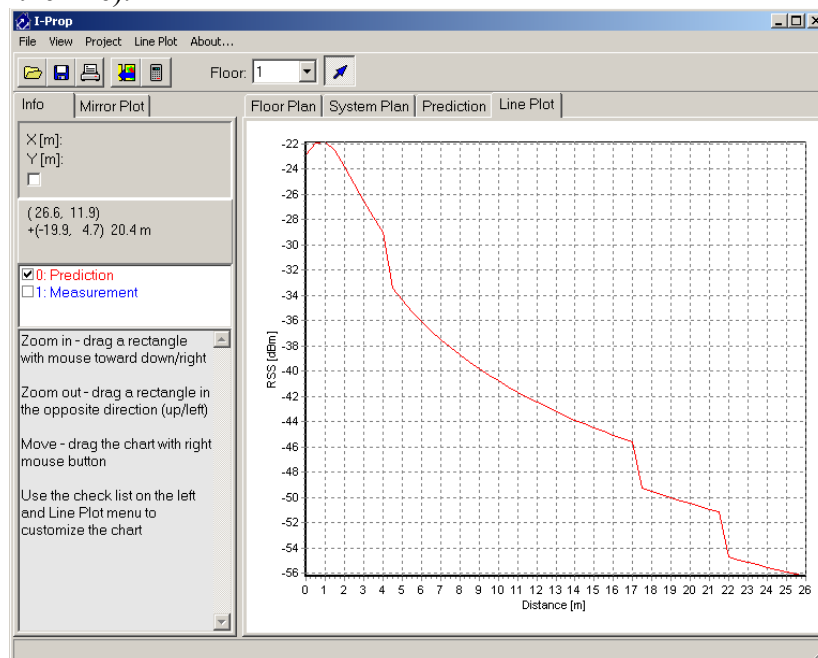 I-Prop
File View Project Line Plot About...
Floor: 1
Info Mirror Plot
Floor Plan System Plan Prediction Line Plot
X [m]:
Y [m]:
( 26.6, 11.9)
+(-19.9, 4.7) 20.4 m
0: Prediction
1: Measurement
Zoom in - drag a rectangle
with mouse toward down/right
Zoom out - drag a rectangle in
the opposite direction (up/left)
Move - drag the chart with right
mouse button
Use the check list on the left
and Line Plot menu to
customize the chart
RSS [dBm]
-22
-24
-26
-28
-30
-32
-34
-36
-38
-40
-42
-44
-46
-48
-50
-52
-54
-56
0 1 2 3 4 5 6 7 8 9 10 11 12 13 14 15 16 17 18 19 20 21 22 23 24 25 26
Distance [m]